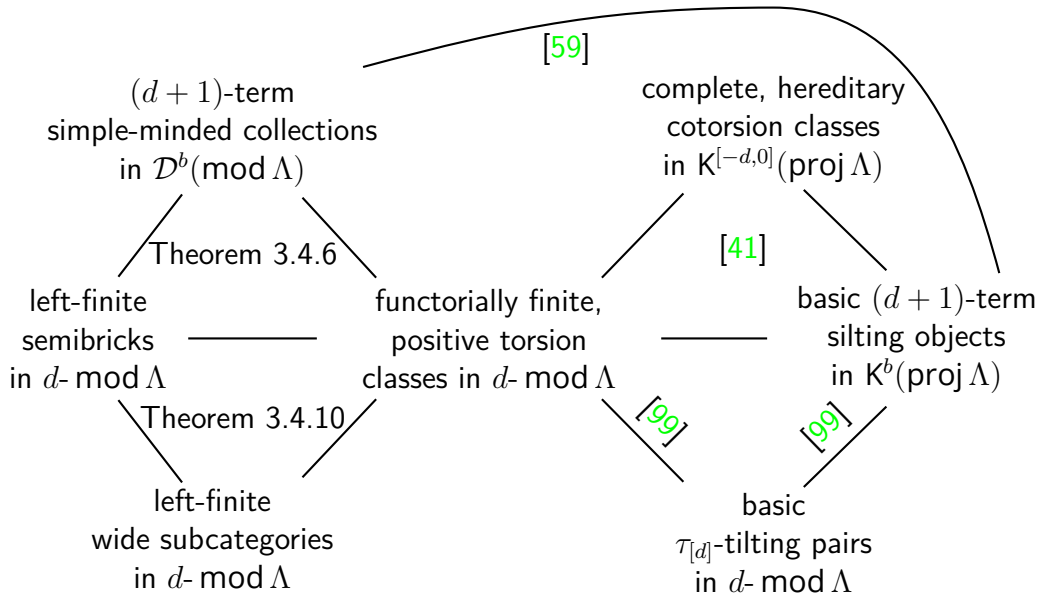 [59]
(d + 1)-term
simple-minded collections
in 𝒟ᵇ(mod Λ)
complete, hereditary
cotorsion classes
in K^{[−d,0]}(proj Λ)
Theorem 3.4.6
[41]
left-finite
semibricks
in d- mod Λ
functorially finite,
positive torsion
classes in d- mod Λ
basic (d + 1)-term
silting objects
in Kᵇ(proj Λ)
Theorem 3.4.10
[99]
[99]
left-finite
wide subcategories
in d- mod Λ
basic
τ_{[d]}-tilting pairs
in d- mod Λ